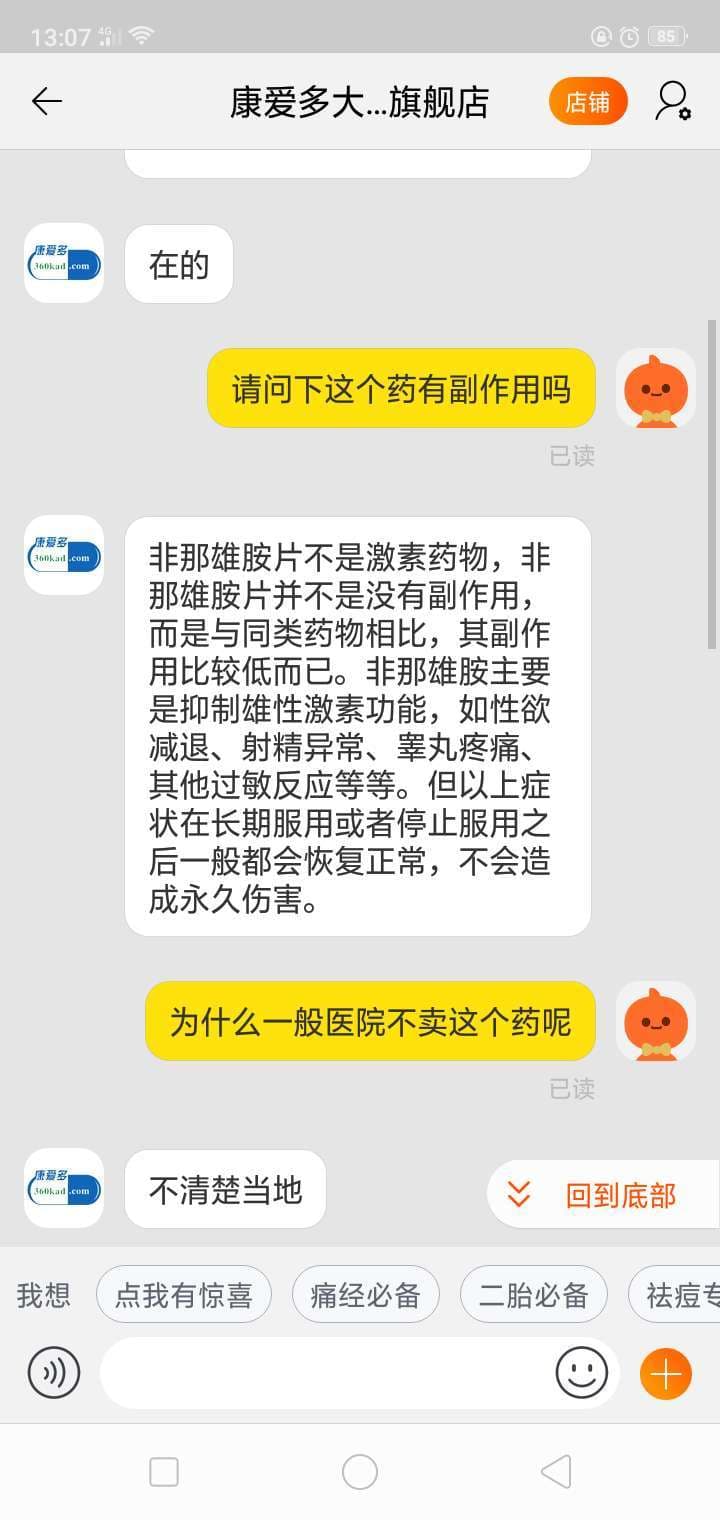 13:07 4G 85
康爱多大...旗舰店
店铺
康爱多
360kad.com
在的
请问下这个药有副作用吗
已读
康爱多
360kad.com
非那雄胺片不是激素药物，非
那雄胺片并不是没有副作用，
而是与同类药物相比，其副作
用比较低而已。非那雄胺主要
是抑制雄性激素功能，如性欲
减退、射精异常、睾丸疼痛、
其他过敏反应等等。但以上症
状在长期服用或者停止服用之
后一般都会恢复正常，不会造
成永久伤害。
为什么一般医院不卖这个药呢
已读
康爱多
360kad.com
不清楚当地
回到底部
我想 点我有惊喜 痛经必备 二胎必备 祛痘专